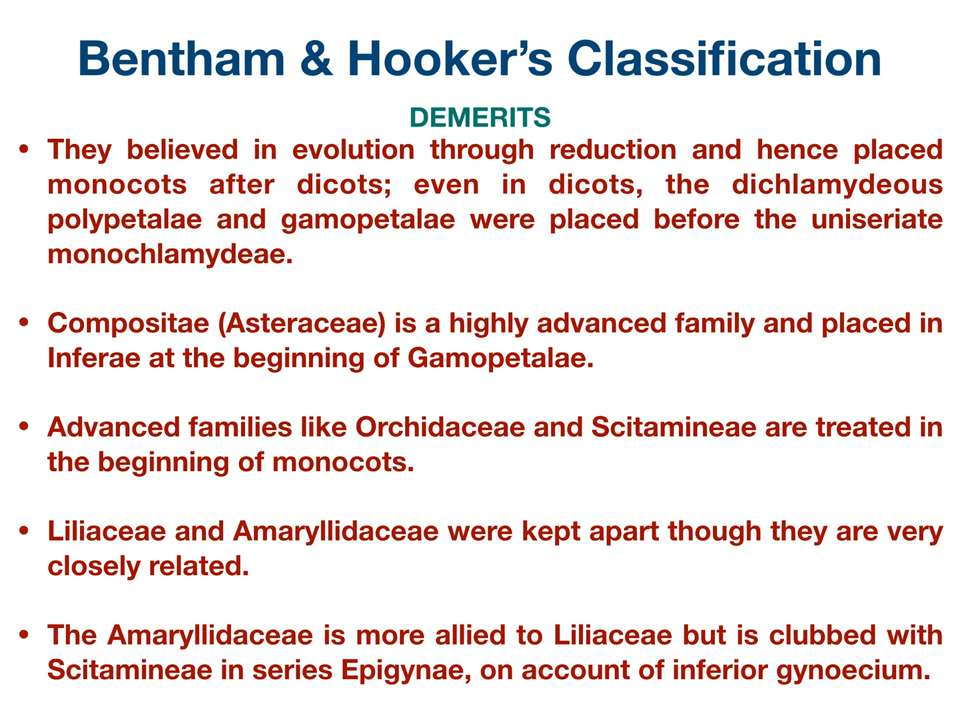 Bentham & Hooker’s Classification
DEMERITS
• They believed in evolution through reduction and hence placed
monocots after dicots; even in dicots, the dichlamydeous
polypetalae and gamopetalae were placed before the uniseriate
monochlamydeae.
• Compositae (Asteraceae) is a highly advanced family and placed in
Inferae at the beginning of Gamopetalae.
• Advanced families like Orchidaceae and Scitamineae are treated in
the beginning of monocots.
• Liliaceae and Amaryllidaceae were kept apart though they are very
closely related.
• The Amaryllidaceae is more allied to Liliaceae but is clubbed with
Scitamineae in series Epigynae, on account of inferior gynoecium.